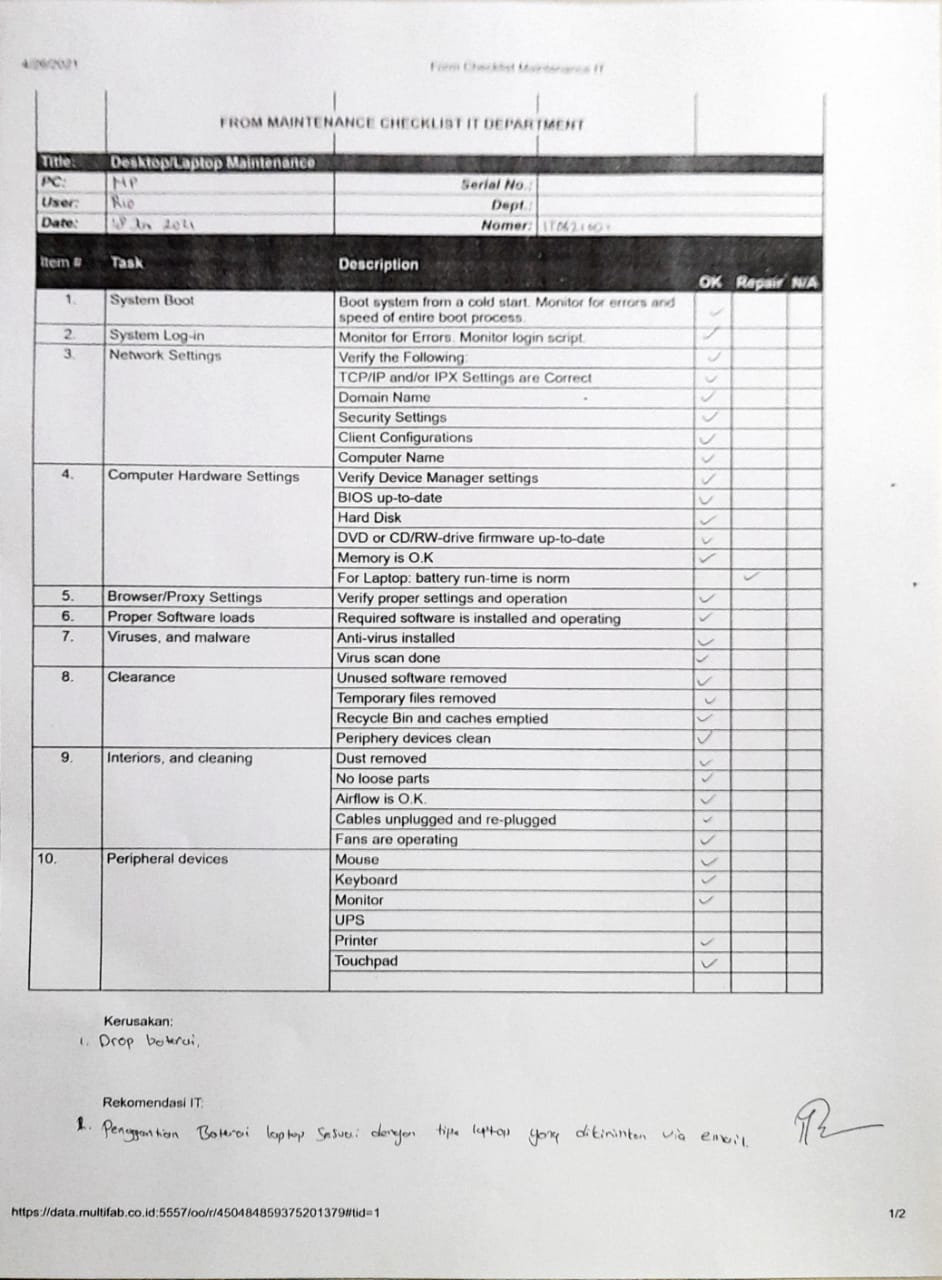 4/26/2021 Form Checklist Maintenance IT
FROM MAINTENANCE CHECKLIST IT DEPARTMENT
Title: Desktop/Laptop Maintenance
PC: HP Serial No.:
User: Rio Dept.:
Date: 2021 Nomer:
Item # Task Description OK Repair N/A
1. System Boot Boot system from a cold start. Monitor for errors and
speed of entire boot process. ✓
2. System Log-in Monitor for Errors. Monitor login script. ✓
3. Network Settings Verify the Following: ✓
TCP/IP and/or IPX Settings are Correct ✓
Domain Name ✓
Security Settings ✓
Client Configurations ✓
Computer Name ✓
4. Computer Hardware Settings Verify Device Manager settings ✓
BIOS up-to-date ✓
Hard Disk ✓
DVD or CD/RW-drive firmware up-to-date ✓
Memory is O.K ✓
For Laptop: battery run-time is norm ✓
5. Browser/Proxy Settings Verify proper settings and operation ✓
6. Proper Software loads Required software is installed and operating ✓
7. Viruses, and malware Anti-virus installed ✓
Virus scan done ✓
8. Clearance Unused software removed ✓
Temporary files removed ✓
Recycle Bin and caches emptied ✓
Periphery devices clean ✓
9. Interiors, and cleaning Dust removed ✓
No loose parts ✓
Airflow is O.K. ✓
Cables unplugged and re-plugged ✓
Fans are operating ✓
10. Peripheral devices Mouse ✓
Keyboard ✓
Monitor ✓
UPS
Printer ✓
Touchpad ✓
Kerusakan:
1. Drop baterai,
Rekomendasi IT:
1. Penggantian Baterai laptop sesuai dengan tipe laptop yang dikirimkan via email.
https://data.multifab.co.id:5557/oo/r/450484859375201379#tid=1 1/2